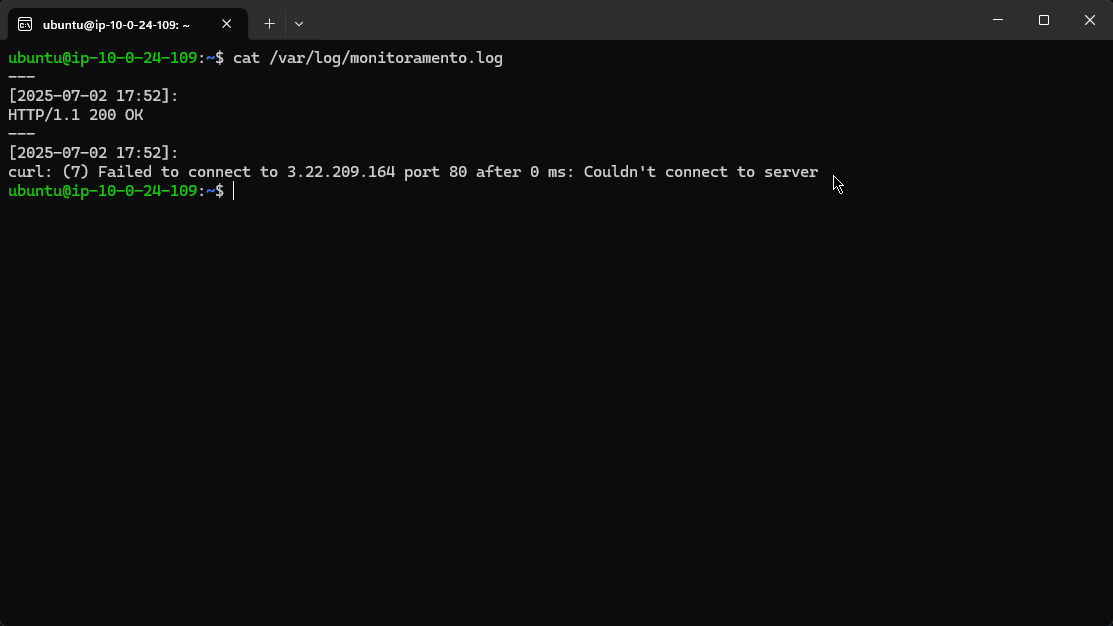 ubuntu@ip-10-0-24-109: ~
ubuntu@ip-10-0-24-109:~$ cat /var/log/monitoramento.log
---
[2025-07-02 17:52]:
HTTP/1.1 200 OK
---
[2025-07-02 17:52]:
curl: (7) Failed to connect to 3.22.209.164 port 80 after 0 ms: Couldn't connect to server
ubuntu@ip-10-0-24-109:~$